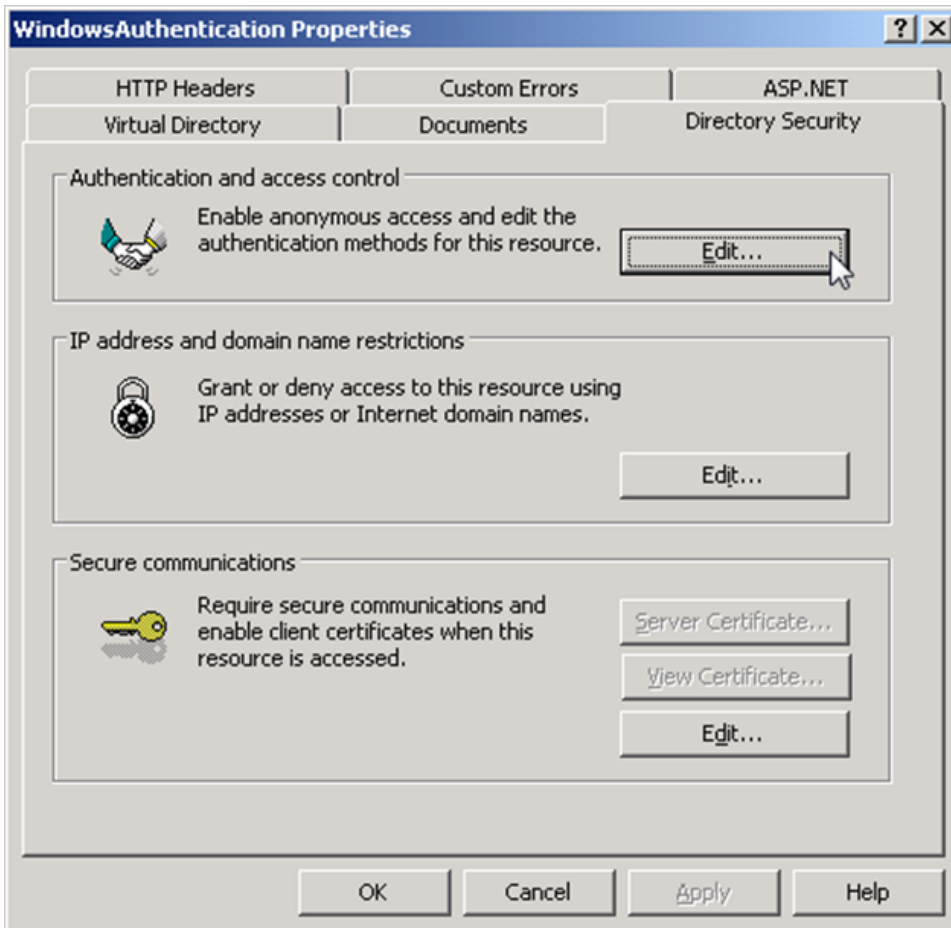 WindowsAuthentication Properties
?
HTTP Headers
Custom Errors
ASP.NET
Virtual Directory
Documents
Directory Security
Authentication and access control
Enable anonymous access and edit the
authentication methods for this resource.
Edit...
IP address and domain name restrictions
Grant or deny access to this resource using
IP addresses or Internet domain names.
Edit...
Secure communications
Require secure communications and
enable client certificates when this
resource is accessed.
Server Certificate...
View Certificate...
Edit...
OK
Cancel
Apply
Help